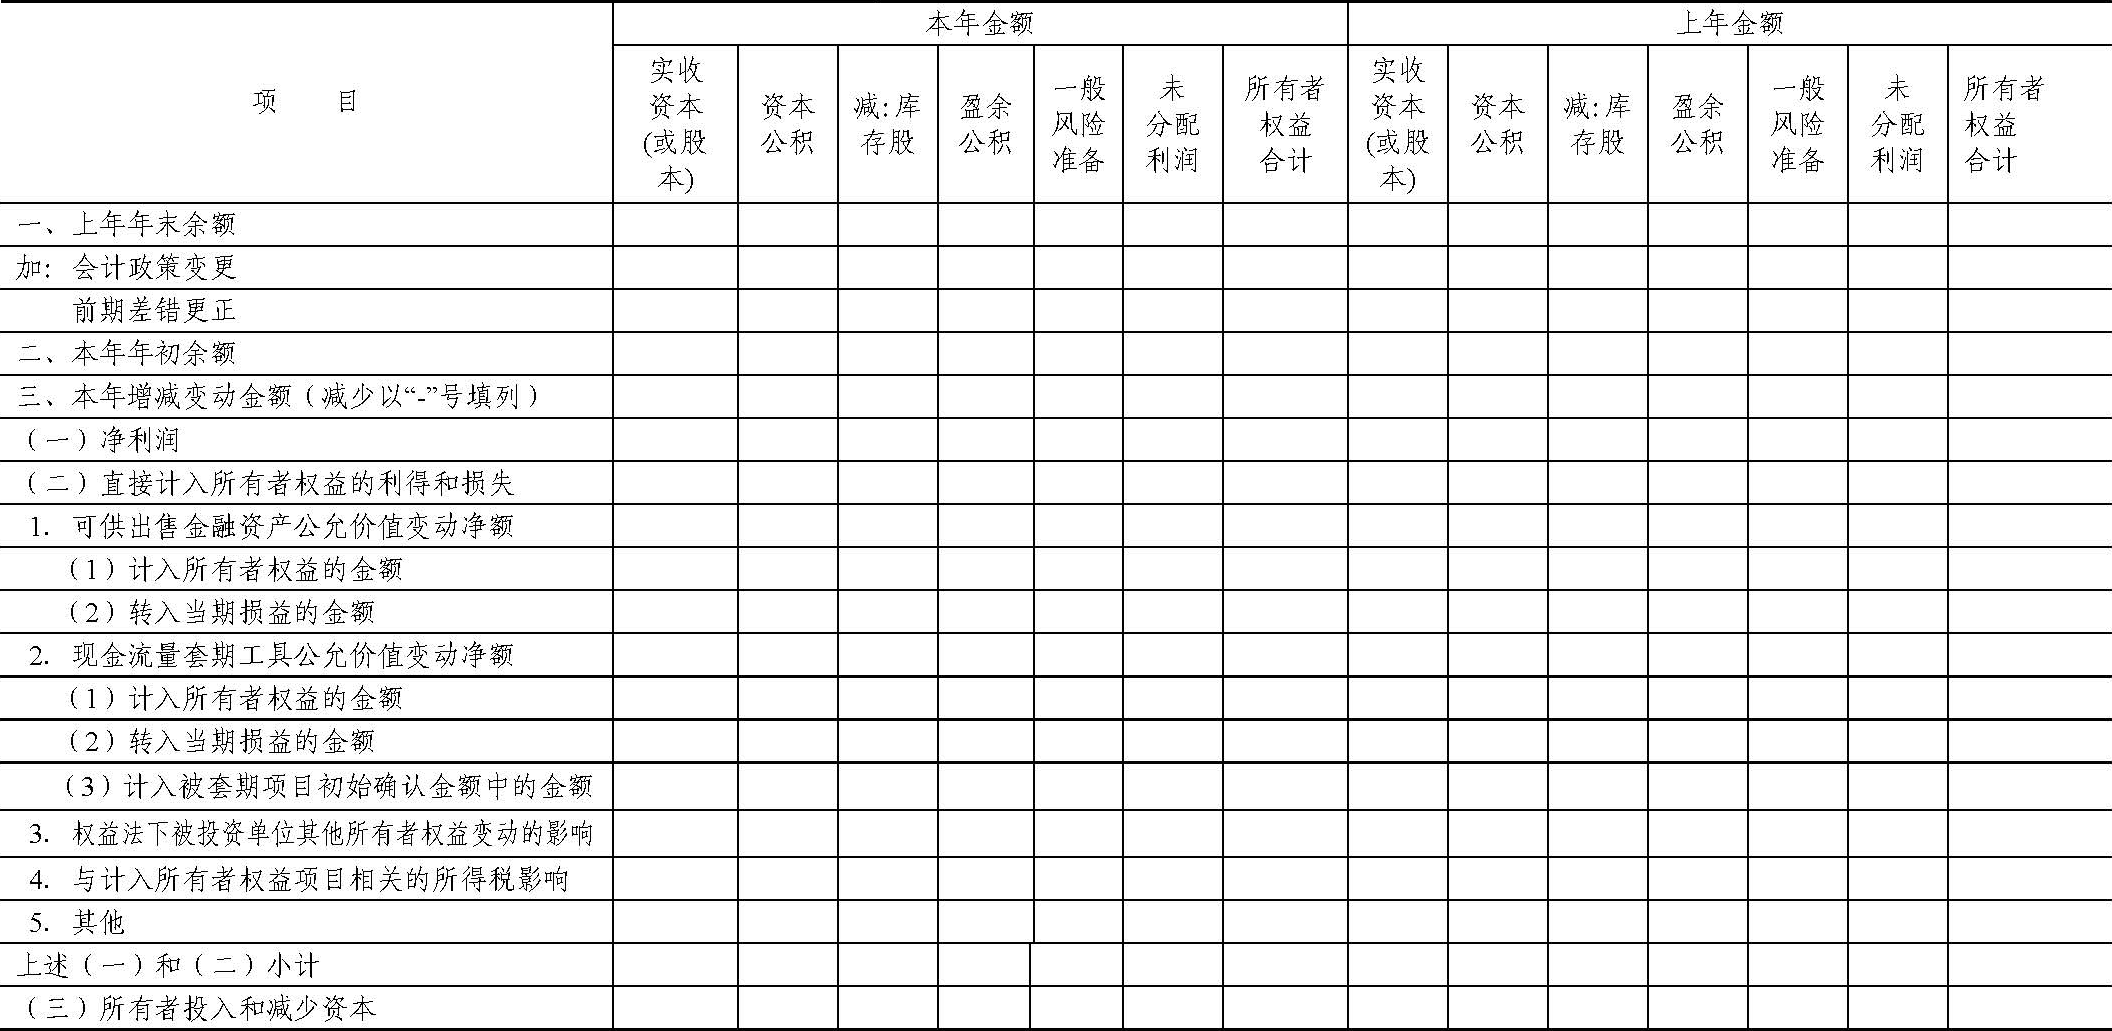 项 目
本年金额
上年金额
实收
资本
(或股
本)
资本
公积
减:库
存股
盈余
公积
一般
风险
准备
未
分配
利润
所有者
权益
合计
实收
资本
(或股
本)
资本
公积
减:库
存股
盈余
公积
一般
风险
准备
未
分配
利润
所有者
权益
合计
一、上年年末余额
加:会计政策变更
前期差错更正
二、本年年初余额
三、本年增减变动金额(减少以“-”号填列)
(一)净利润
(二)直接计入所有者权益的利得和损失
1. 可供出售金融资产公允价值变动净额
(1)计入所有者权益的金额
(2)转入当期损益的金额
2. 现金流量套期工具公允价值变动净额
(1)计入所有者权益的金额
(2)转入当期损益的金额
(3)计入被套期项目初始确认金额中的金额
3. 权益法下被投资单位其他所有者权益变动的影响
4. 与计入所有者权益项目相关的所得税影响
5. 其他
上述(一)和(二)小计
(三)所有者投入和减少资本